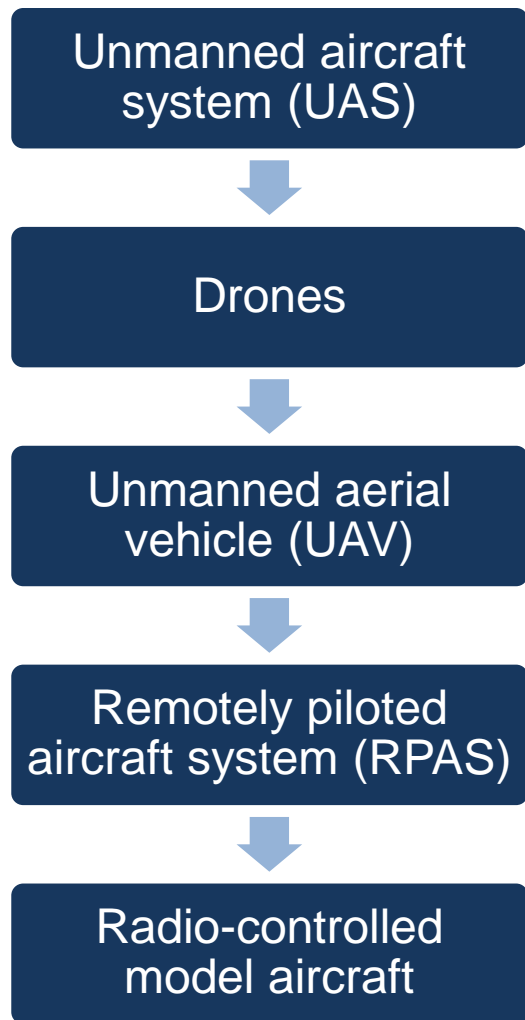 Unmanned aircraft
system (UAS)
Drones
Unmanned aerial
vehicle (UAV)
Remotely piloted
aircraft system (RPAS)
Radio-controlled
model aircraft